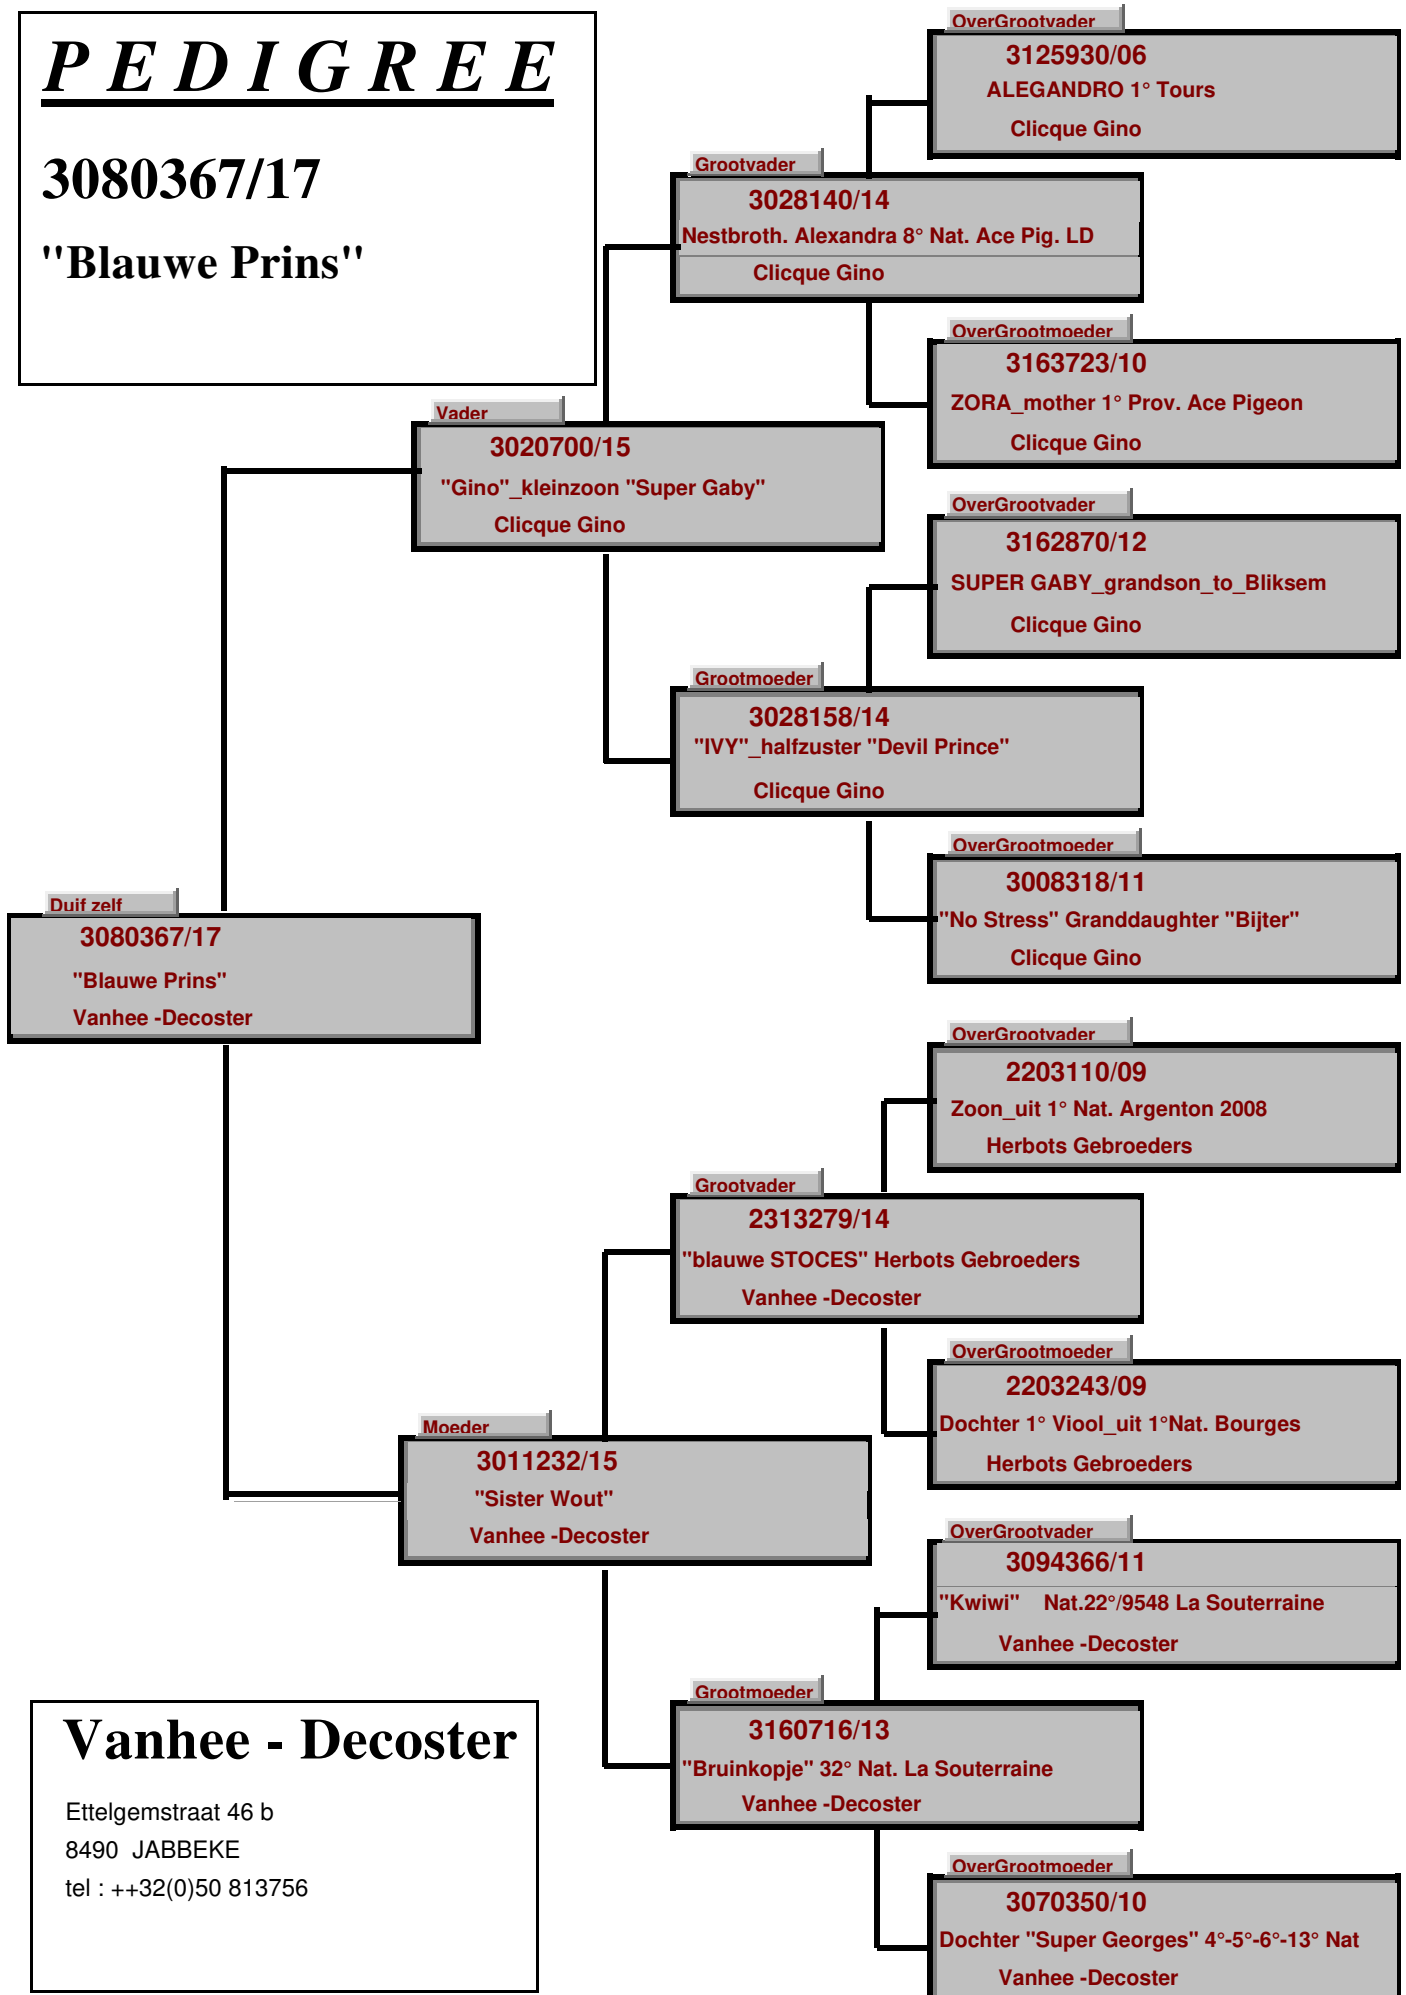 PEDIGREE
3080367/17
"Blauwe Prins"
OverGrootvader
3125930/06
ALEGANDRO 1° Tours
Clicque Gino
Grootvader
3028140/14
Nestbroth. Alexandra 8° Nat. Ace Pig. LD
Clicque Gino
OverGrootmoeder
3163723/10
ZORA_mother 1° Prov. Ace Pigeon
Clicque Gino
Vader
3020700/15
"Gino"_kleinzoon "Super Gaby"
Clicque Gino
OverGrootvader
3162870/12
SUPER GABY_grandson_to_Bliksem
Clicque Gino
Grootmoeder
3028158/14
"IVY"_halfzuster "Devil Prince"
Clicque Gino
OverGrootmoeder
3008318/11
"No Stress" Granddaughter "Bijter"
Clicque Gino
Duif zelf
3080367/17
"Blauwe Prins"
Vanhee -Decoster
OverGrootvader
2203110/09
Zoon_uit 1° Nat. Argenton 2008
Herbots Gebroeders
Grootvader
2313279/14
"blauwe STOCES" Herbots Gebroeders
Vanhee -Decoster
OverGrootmoeder
2203243/09
Dochter 1° Viool_uit 1°Nat. Bourges
Herbots Gebroeders
Moeder
3011232/15
"Sister Wout"
Vanhee -Decoster
OverGrootvader
3094366/11
"Kwiwi" Nat.22°/9548 La Souterraine
Vanhee -Decoster
Grootmoeder
3160716/13
"Bruinkopje" 32° Nat. La Souterraine
Vanhee -Decoster
OverGrootmoeder
3070350/10
Dochter "Super Georges" 4°-5°-6°-13° Nat
Vanhee -Decoster
Vanhee - Decoster
Ettelgemstraat 46 b
8490 JABBEKE
tel : ++32(0)50 813756